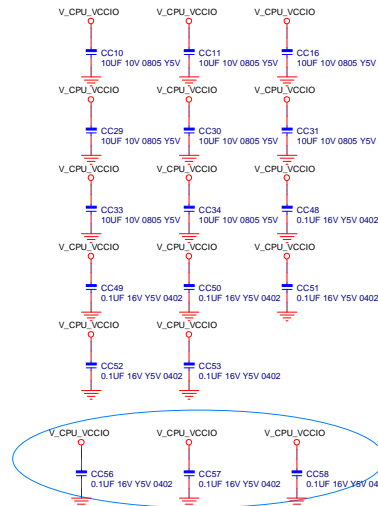 V_CPU_VCCIO V_CPU_VCCIO V_CPU_VCCIO
CC10 CC11 CC16
10UF 10V 0805 Y5V 10UF 10V 0805 Y5V 10UF 10V 0805 Y5V
V_CPU_VCCIO V_CPU_VCCIO V_CPU_VCCIO
CC29 CC30 CC31
10UF 10V 0805 Y5V 10UF 10V 0805 Y5V 10UF 10V 0805 Y5V
V_CPU_VCCIO V_CPU_VCCIO V_CPU_VCCIO
CC33 CC34 CC48
10UF 10V 0805 Y5V 10UF 10V 0805 Y5V 0.1UF 16V Y5V 0402
V_CPU_VCCIO V_CPU_VCCIO V_CPU_VCCIO
CC49 CC50 CC51
0.1UF 16V Y5V 0402 0.1UF 16V Y5V 0402 0.1UF 16V Y5V 0402
V_CPU_VCCIO V_CPU_VCCIO
CC52 CC53
0.1UF 16V Y5V 0402 0.1UF 16V Y5V 0402
V_CPU_VCCIO V_CPU_VCCIO V_CPU_VCCIO
CC56 CC57 CC58
0.1UF 16V Y5V 0402 0.1UF 16V Y5V 0402 0.1UF 16V Y5V 04